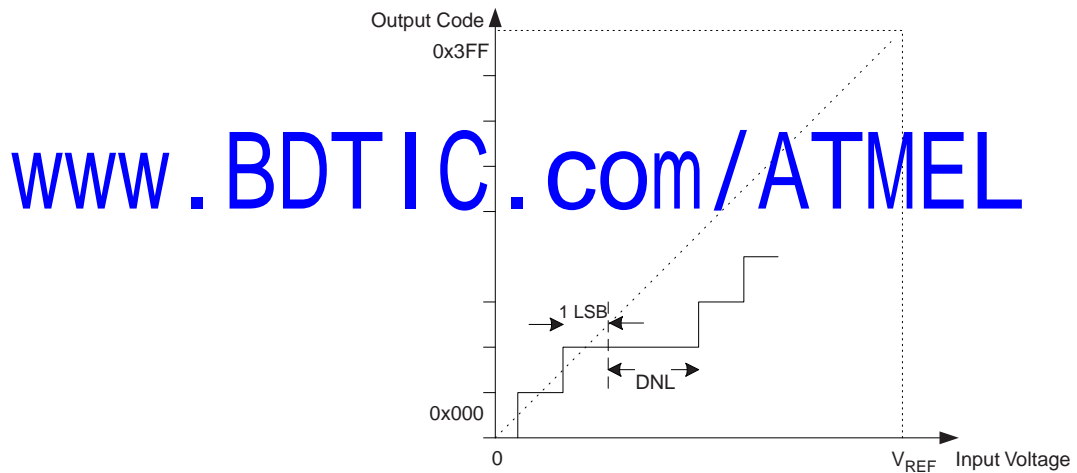 Output Code
0x3FF
www.BDTIC.com/ATMEL
1 LSB
DNL
0x000
0
VREF
Input Voltage